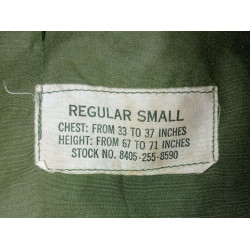 REGULAR SMALL
CHEST: FROM 33 TO 37 INCHES
HEIGHT: FROM 67 TO 71 INCHES
STOCK NO. 8405-255-8590